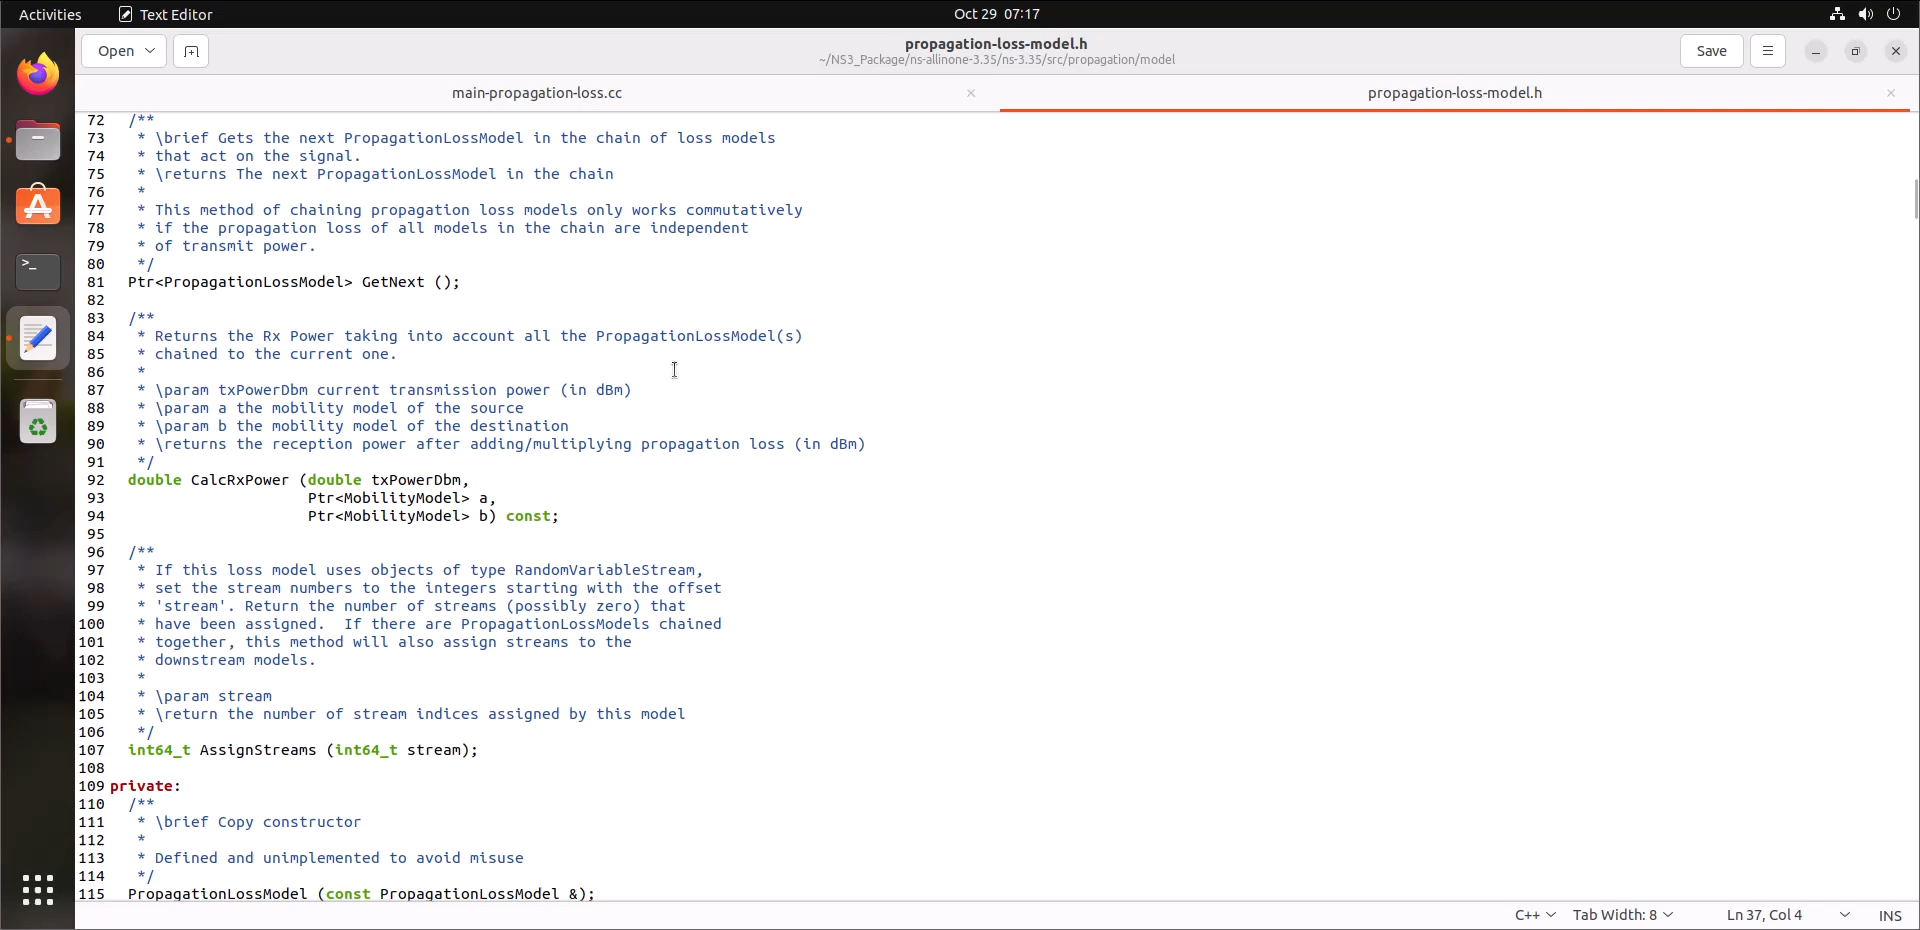 Activities Text Editor Oct 29 07:17
Open propagation-loss-model.h Save
~/NS3_Package/ns-allinone-3.35/ns-3.35/src/propagation/model
main-propagation-loss.cc propagation-loss-model.h
72 /**
73 * \brief Gets the next PropagationLossModel in the chain of loss models
74 * that act on the signal.
75 * \returns The next PropagationLossModel in the chain
76 *
77 * This method of chaining propagation loss models only works commutatively
78 * if the propagation loss of all models in the chain are independent
79 * of transmit power.
80 */
81 Ptr<PropagationLossModel> GetNext ();
82
83 /**
84 * Returns the Rx Power taking into account all the PropagationLossModel(s)
85 * chained to the current one.
86 *
87 * \param txPowerDbm current transmission power (in dBm)
88 * \param a the mobility model of the source
89 * \param b the mobility model of the destination
90 * \returns the reception power after adding/multiplying propagation loss (in dBm)
91 */
92 double CalcRxPower (double txPowerDbm,
93 Ptr<MobilityModel> a,
94 Ptr<MobilityModel> b) const;
95
96 /**
97 * If this loss model uses objects of type RandomVariableStream,
98 * set the stream numbers to the integers starting with the offset
99 * 'stream'. Return the number of streams (possibly zero) that
100 * have been assigned.  If there are PropagationLossModels chained
101 * together, this method will also assign streams to the
102 * downstream models.
103 *
104 * \param stream
105 * \return the number of stream indices assigned by this model
106 */
107 int64_t AssignStreams (int64_t stream);
108
109 private:
110 /**
111 * \brief Copy constructor
112 *
113 * Defined and unimplemented to avoid misuse
114 */
115 PropagationLossModel (const PropagationLossModel &);
C++ Tab Width: 8 Ln 37, Col 4 INS